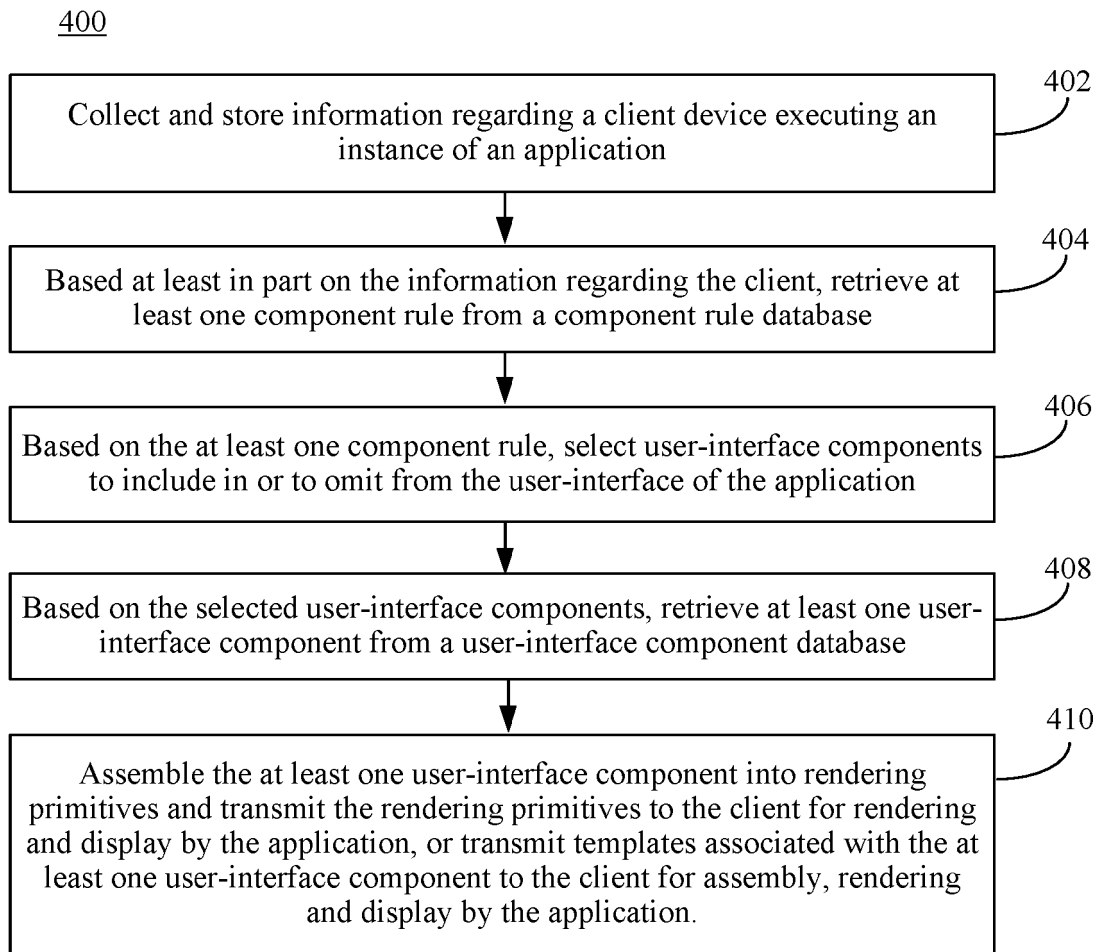 400
402
Collect and store information regarding a client device executing an
instance of an application
404
Based at least in part on the information regarding the client, retrieve at
least one component rule from a component rule database
406
Based on the at least one component rule, select user-interface components
to include in or to omit from the user-interface of the application
408
Based on the selected user-interface components, retrieve at least one user-
interface component from a user-interface component database
410
Assemble the at least one user-interface component into rendering
primitives and transmit the rendering primitives to the client for rendering
and display by the application, or transmit templates associated with the at
least one user-interface component to the client for assembly, rendering
and display by the application.